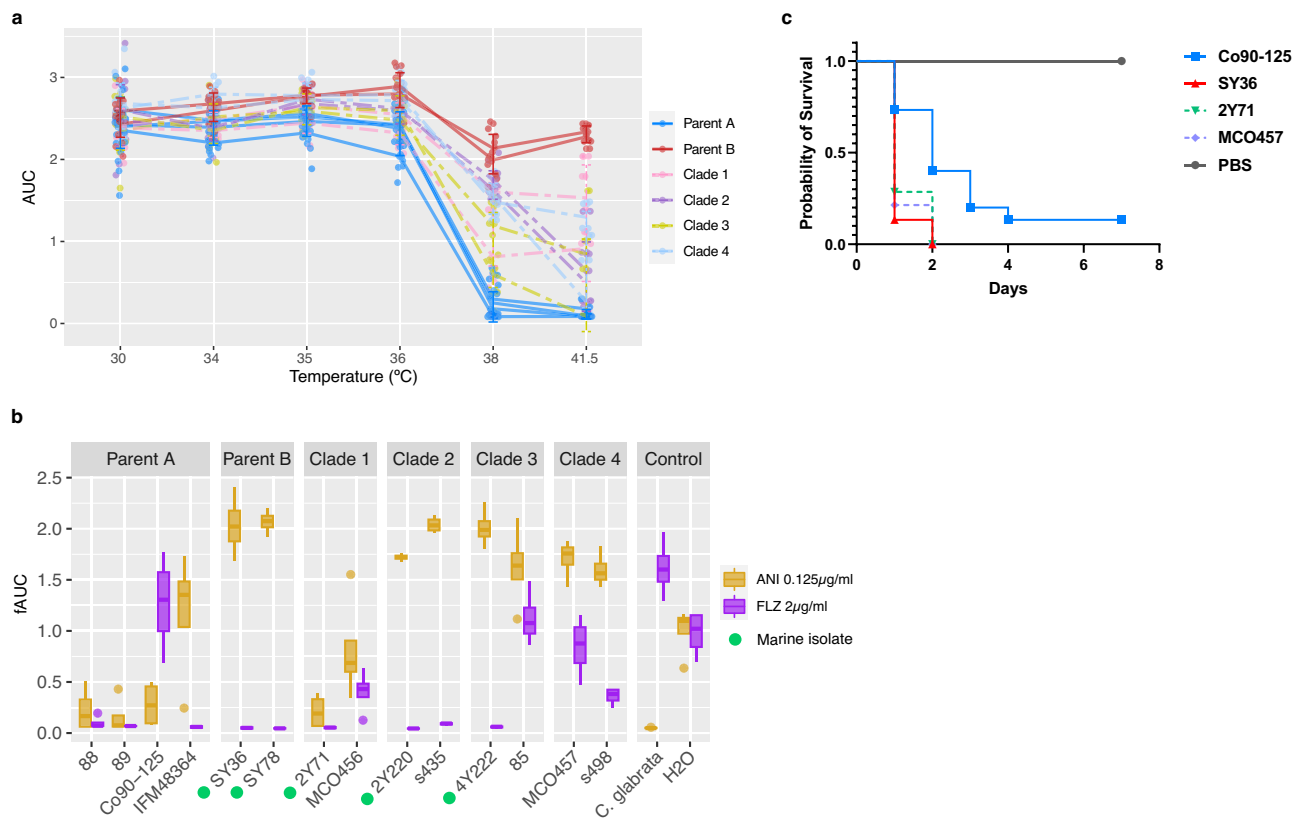 a
3
2
1
0
AUC
30
34
35
36
38
41.5
Temperature (ºC)
Parent A
Parent B
Clade 1
Clade 2
Clade 3
Clade 4
c
1.0
0.5
0.0
Probability of Survival
0
2
4
6
8
Days
Co90-125
SY36
2Y71
MCO457
PBS
b
Parent A
Parent B
Clade 1
Clade 2
Clade 3
Clade 4
Control
2.5
2.0
1.5
1.0
0.5
0.0
fAUC
88
89
Co90−125
IFM48364
SY36
SY78
2Y71
MCO456
2Y220
s435
4Y222
85
MCO457
s498
C. glabrata
H2O
ANI 0.125µg/ml
FLZ 2µg/ml
Marine isolate